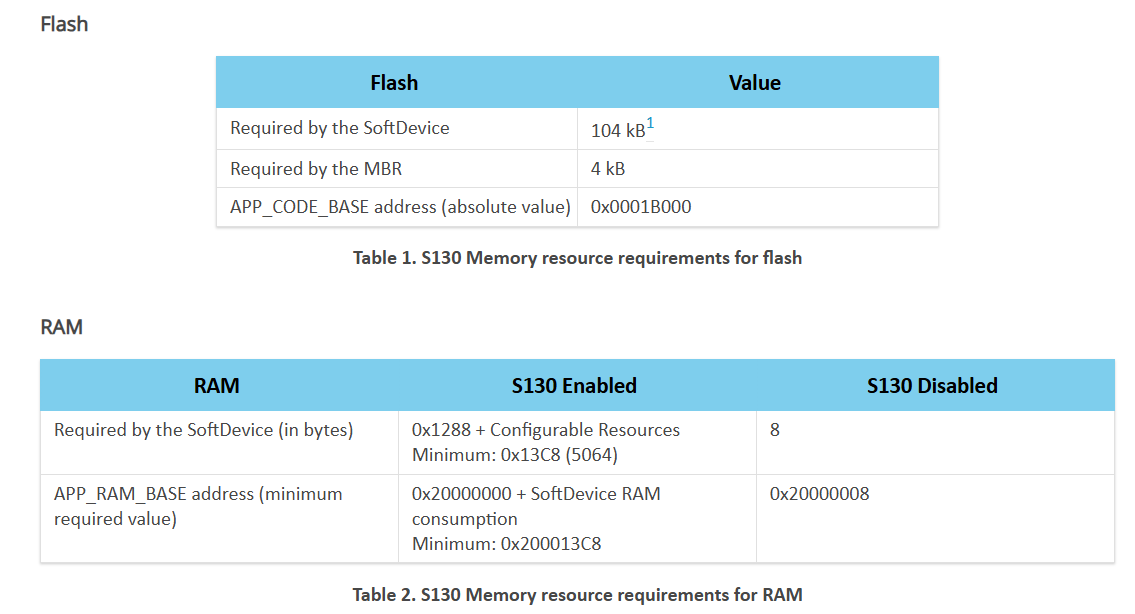 Flash
Flash Value
Required by the SoftDevice 104 kB1
Required by the MBR 4 kB
APP_CODE_BASE address (absolute value) 0x0001B000
Table 1. S130 Memory resource requirements for flash
RAM
RAM S130 Enabled S130 Disabled
Required by the SoftDevice (in bytes) 0x1288 + Configurable Resources 8
Minimum: 0x13C8 (5064)
APP_RAM_BASE address (minimum 0x20000000 + SoftDevice RAM 0x20000008
required value) consumption
Minimum: 0x200013C8
Table 2. S130 Memory resource requirements for RAM